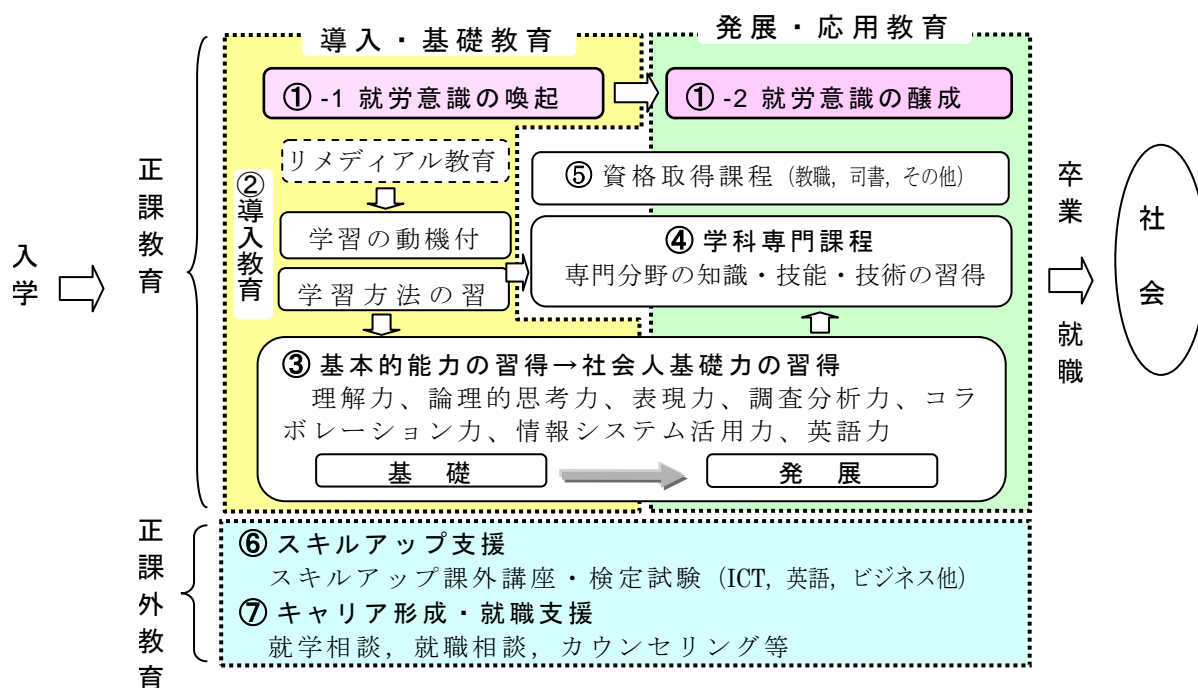 導入・基礎教育
発展・応用教育
①-1 就労意識の喚起
①-2 就労意識の醸成
正課教育
入学
②導入教育
リメディアル教育
学習の動機付
学習方法の習
⑤ 資格取得課程（教職，司書，その他）
④ 学科専門課程
専門分野の知識・技能・技術の習得
③ 基本的能力の習得→社会人基礎力の習得
理解力、論理的思考力、表現力、調査分析力、コラ
ボレーション力、情報システム活用力、英語力
基 礎
発 展
卒業
就職
社会
正課外教育
⑥ スキルアップ支援
スキルアップ課外講座・検定試験（ICT，英語，ビジネス他）
⑦ キャリア形成・就職支援
就学相談，就職相談，カウンセリング等